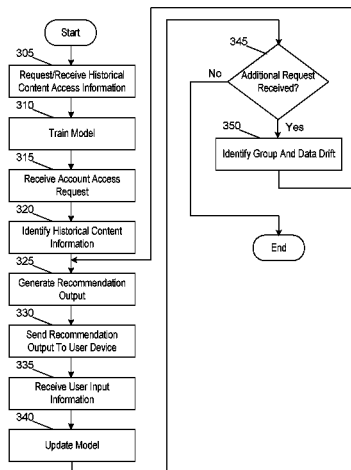 Start
305
Request/Receive Historical
Content Access Information
310
Train Model
315
Receive Account Access
Request
320
Identify Historical Content
Information
325
Generate Recommendation
Output
330
Send Recommendation
Output To User Device
335
Receive User Input
Information
340
Update Model
345
Additional Request
Received?
No
Yes
350
Identify Group And Data Drift
End